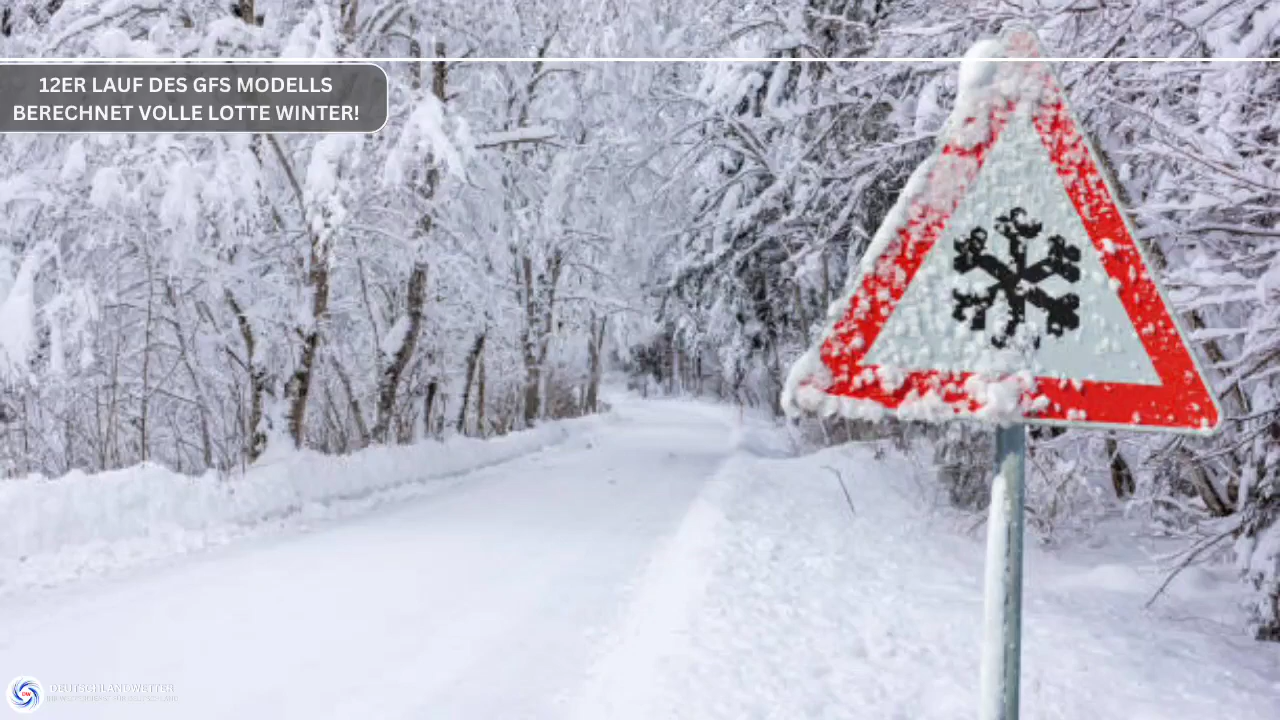 12ER LAUF DES GFS MODELLS
BERECHNET VOLLE LOTTE WINTER!
DEUTSCHLANDWETTER